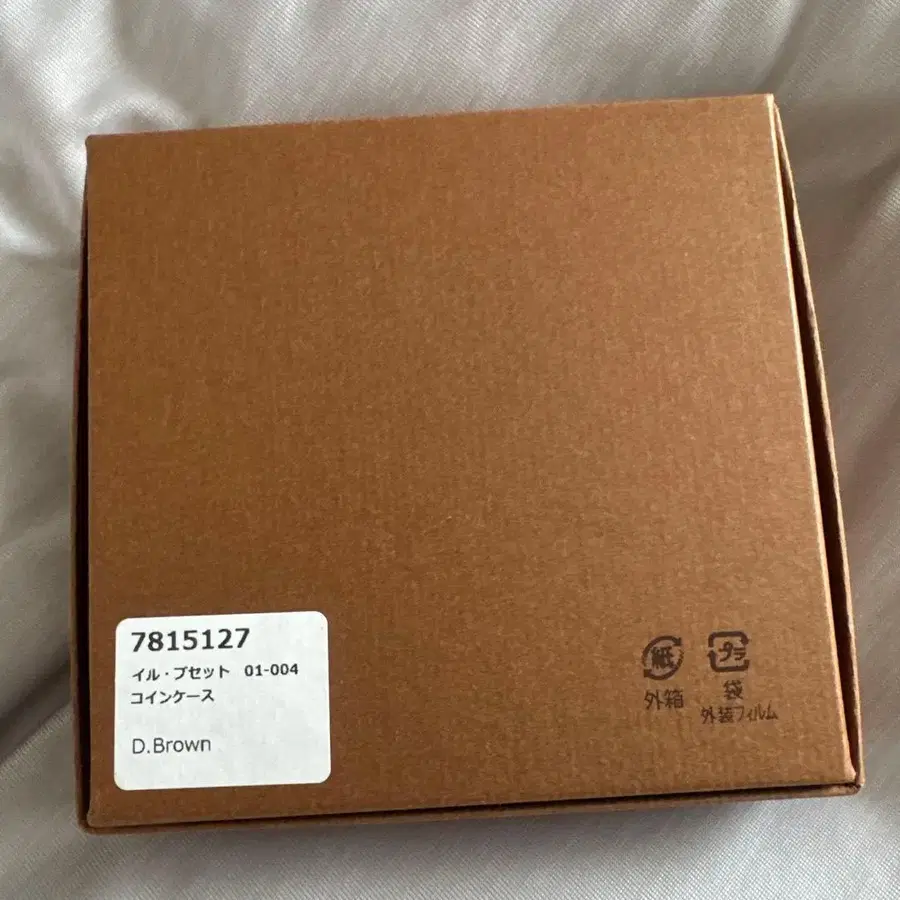 7815127
イル・ブセット 01-004
コインケース
D.Brown
紙 プラ
外箱 袋
外装フィルム